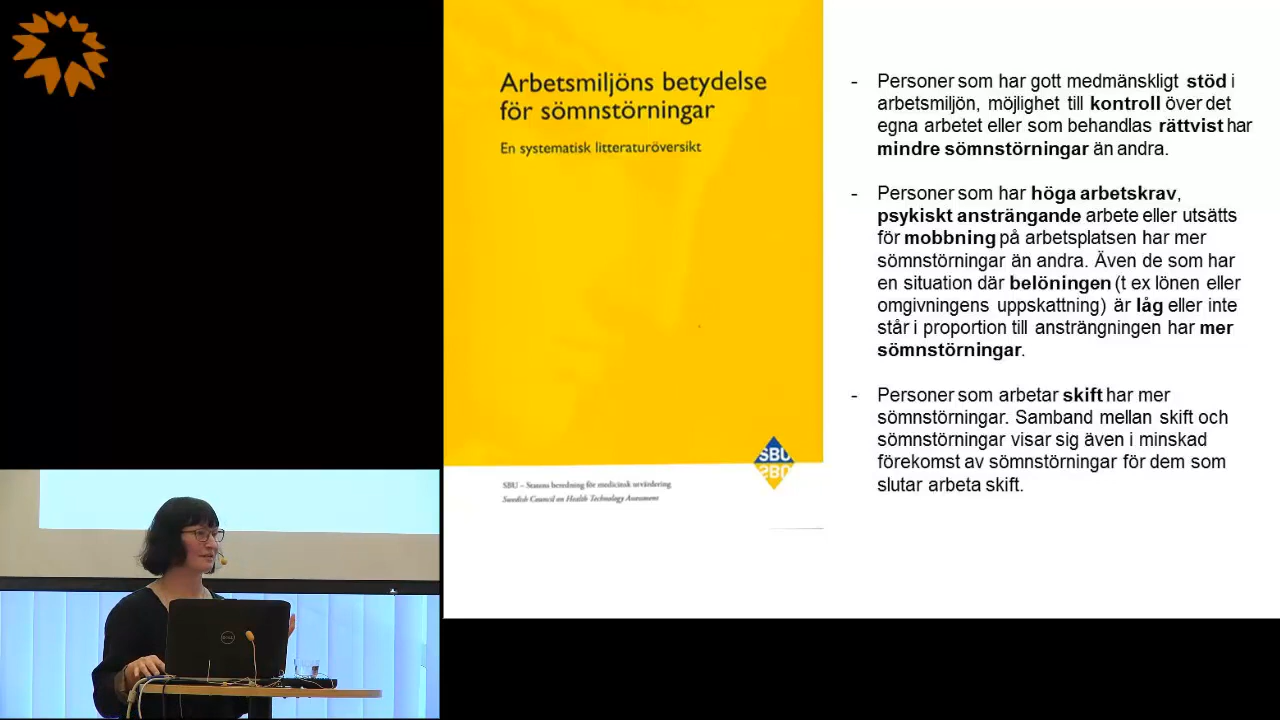 Arbetsmiljöns betydelse
för sömnstörningar
En systematisk litteraturöversikt
SBU
SBU – Statens beredning för medicinsk utvärdering
Swedish Council on Health Technology Assessment
- Personer som har gott medmänskligt stöd i
arbetsmiljön, möjlighet till kontroll över det
egna arbetet eller som behandlas rättvist har
mindre sömnstörningar än andra.
- Personer som har höga arbetskrav,
psykiskt ansträngande arbete eller utsätts
för mobbning på arbetsplatsen har mer
sömnstörningar än andra. Även de som har
en situation där belöningen (t ex lönen eller
omgivningens uppskattning) är låg eller inte
står i proportion till ansträngningen har mer
sömnstörningar.
- Personer som arbetar skift har mer
sömnstörningar. Samband mellan skift och
sömnstörningar visar sig även i minskad
förekomst av sömnstörningar för dem som
slutar arbeta skift.
DELL